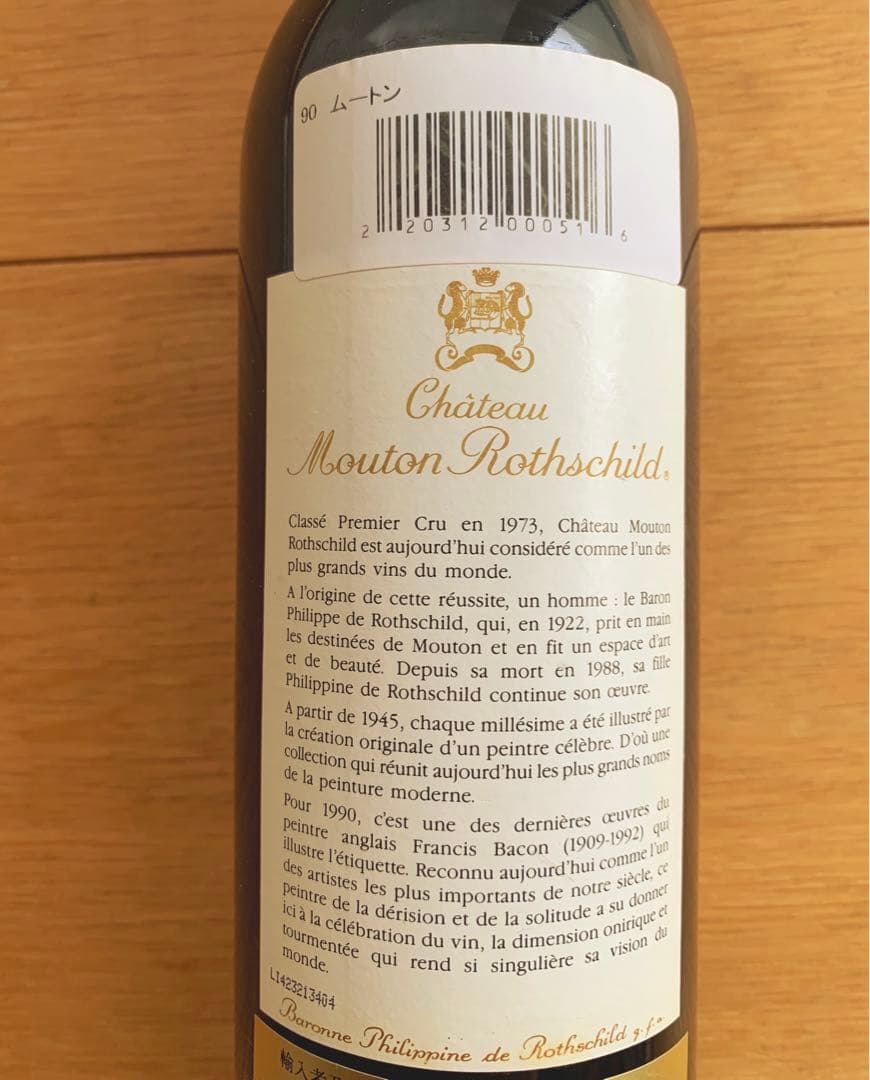 90 ムートン
2 20312 00051 6
Château
Mouton Rothschild®
Classé Premier Cru en 1973, Château Mouton
Rothschild est aujourd'hui considéré comme l'un des
plus grands vins du monde.
A l'origine de cette réussite, un homme : le Baron
Philippe de Rothschild, qui, en 1922, prit en main
les destinées de Mouton et en fit un espace d'art
et de beauté. Depuis sa mort en 1988, sa fille
Philippine de Rothschild continue son œuvre.
A partir de 1945, chaque millésime a été illustré par
la création originale d'un peintre célèbre. D'où une
collection qui réunit aujourd'hui les plus grands noms
de la peinture moderne.
Pour 1990, c'est une des dernières œuvres du
peintre anglais Francis Bacon (1909-1992) qui
illustre l'étiquette. Reconnu aujourd'hui comme l'un
des artistes les plus importants de notre siècle, ce
peintre de la dérision et de la solitude a su donner
ici à la célébration du vin, la dimension onirique et
tourmentée qui rend si singulière sa vision du
monde.
L1423213404
Baronne Philippine de Rothschild g.f.a.
輸入者